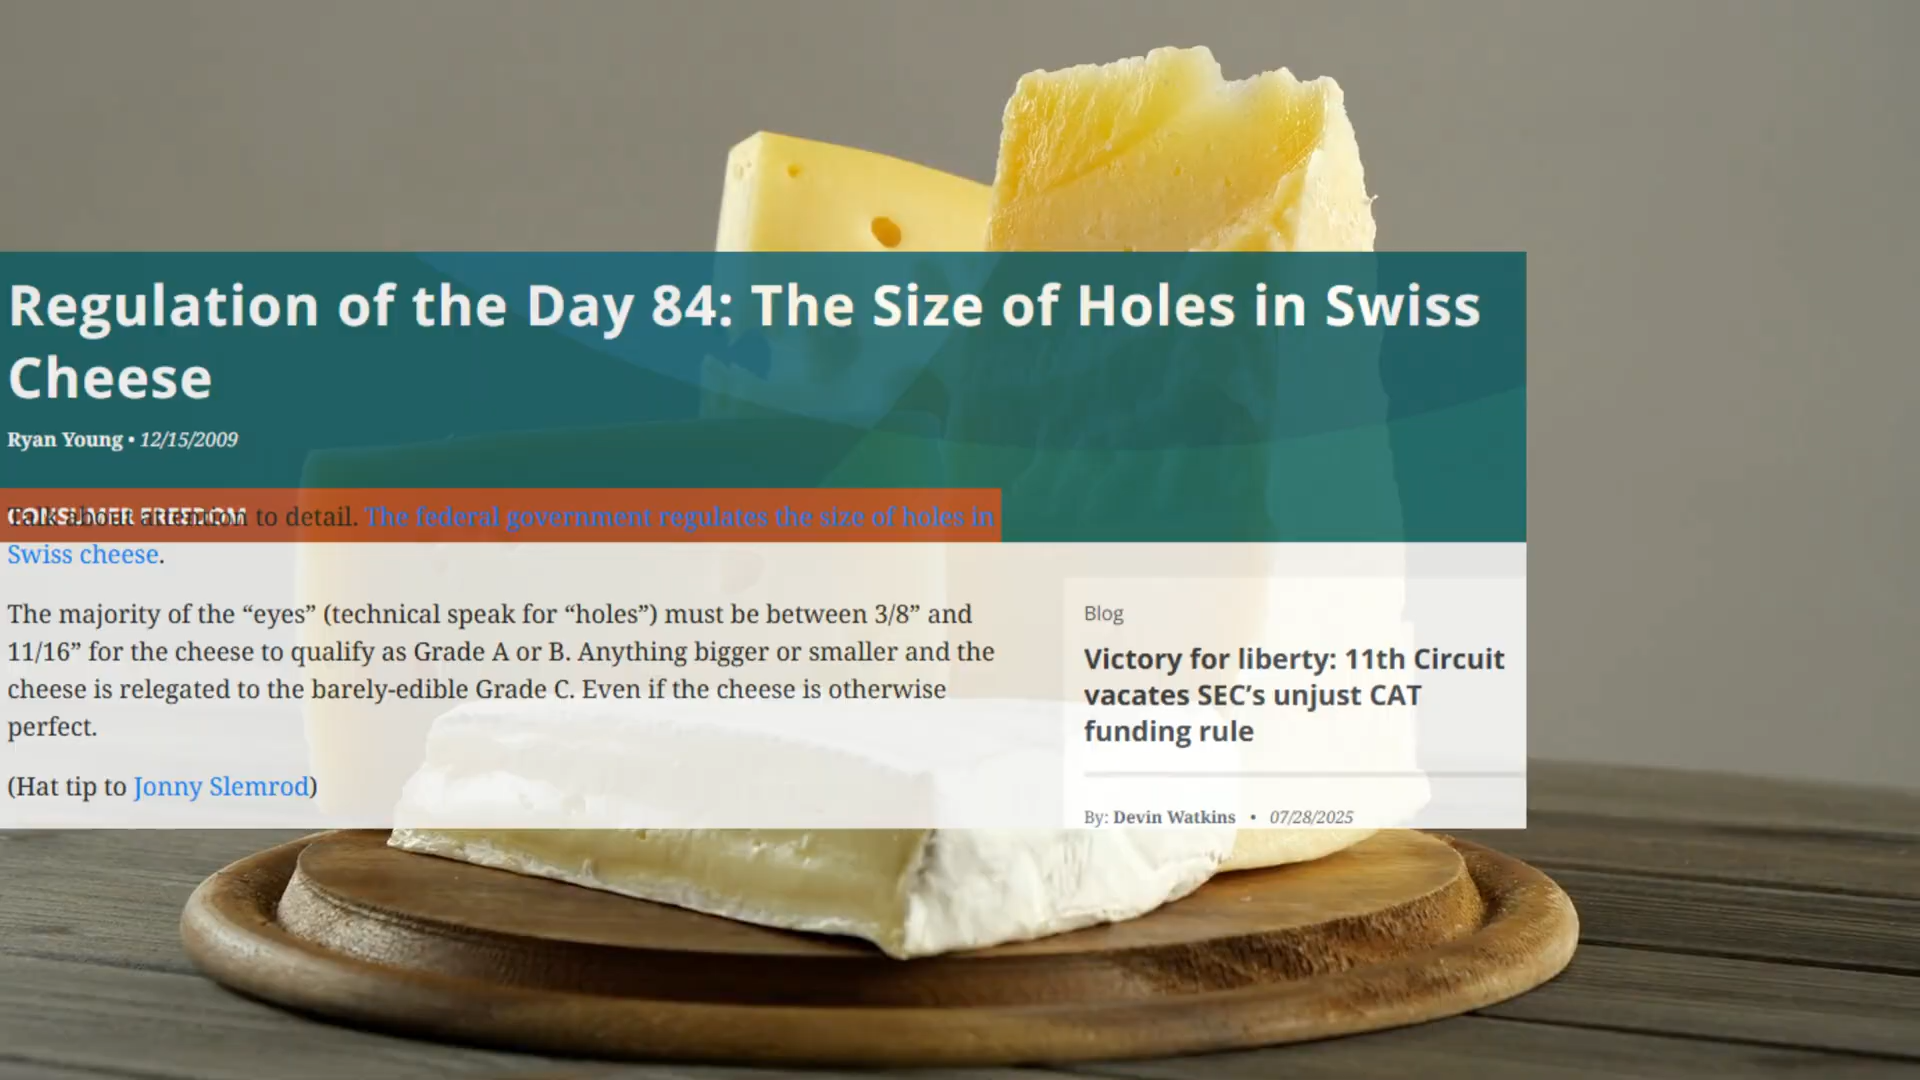 Regulation of the Day 84: The Size of Holes in Swiss
Cheese
Ryan Young • 12/15/2009
CONSUMER FREEDOM
Talk about attention to detail. The federal government regulates the size of holes in
Swiss cheese.
The majority of the “eyes” (technical speak for “holes”) must be between 3/8” and
11/16” for the cheese to qualify as Grade A or B. Anything bigger or smaller and the
cheese is relegated to the barely-edible Grade C. Even if the cheese is otherwise
perfect.
(Hat tip to Jonny Slemrod)
Blog
Victory for liberty: 11th Circuit
vacates SEC’s unjust CAT
funding rule
By: Devin Watkins • 07/28/2025